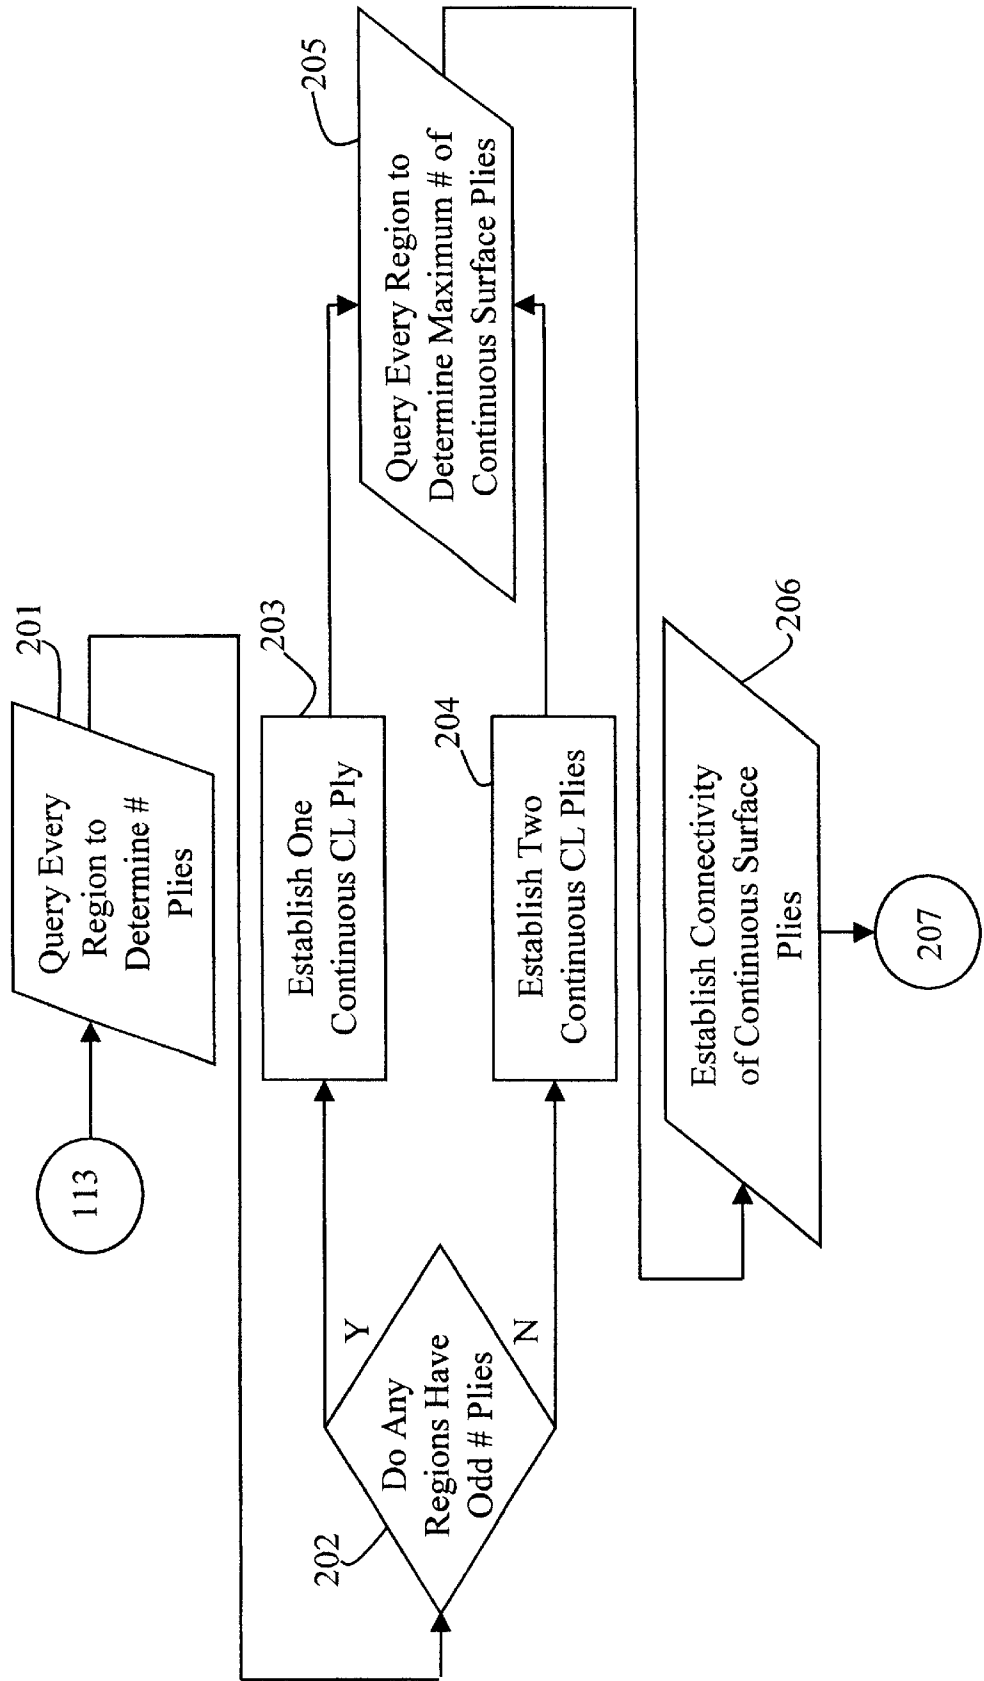 113
Query Every
Region to
Determine #
Plies
201
Do Any
Regions Have
Odd # Plies
202
Y
N
Establish One
Continuous CL Ply
203
Establish Two
Continuous CL Plies
204
Query Every Region to
Determine Maximum # of
Continuous Surface Plies
205
Establish Connectivity
of Continuous Surface
Plies
206
207